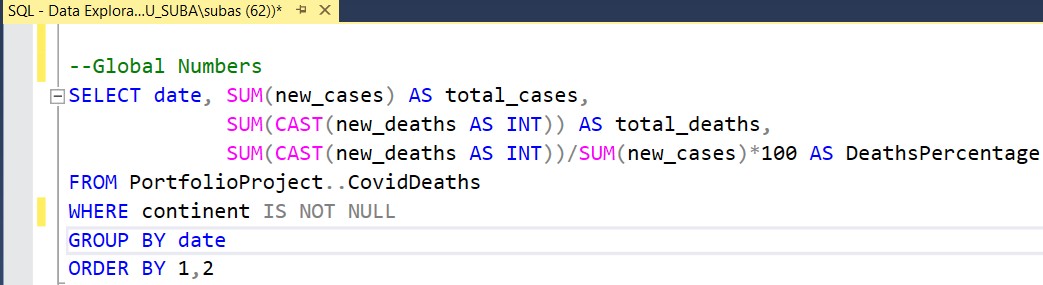 SQL - Data Explora...U_SUBA\subas (62))*
--Global Numbers
SELECT date, SUM(new_cases) AS total_cases,
SUM(CAST(new_deaths AS INT)) AS total_deaths,
SUM(CAST(new_deaths AS INT))/SUM(new_cases)*100 AS DeathsPercentage
FROM PortfolioProject..CovidDeaths
WHERE continent IS NOT NULL
GROUP BY date
ORDER BY 1,2